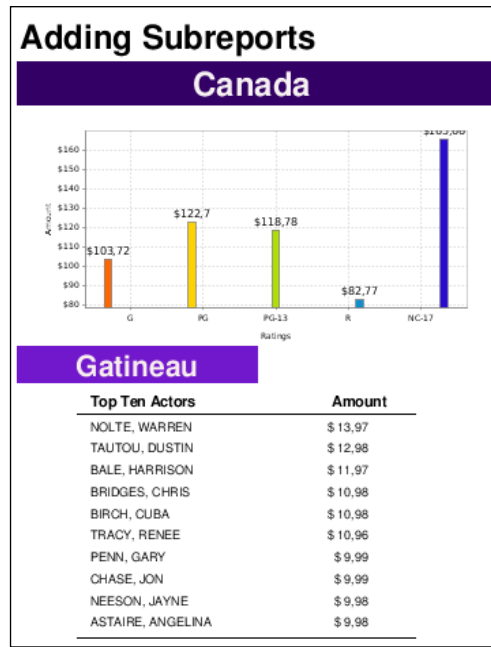 Adding Subreports
Canada
$160
$150
$140
$130
$120
$110
$100
$90
$80
Amount
$103,72
$122,7
$118,78
$82,77
G
PG
PG-13
R
NC-17
Ratings
Gatineau
Top Ten Actors Amount
NOLTE, WARREN $ 13,97
TAUTOU, DUSTIN $ 12,98
BALE, HARRISON $ 11,97
BRIDGES, CHRIS $ 10,98
BIRCH, CUBA $ 10,98
TRACY, RENEE $ 10,96
PENN, GARY $ 9,99
CHASE, JON $ 9,99
NEESON, JAYNE $ 9,98
ASTAIRE, ANGELINA $ 9,98